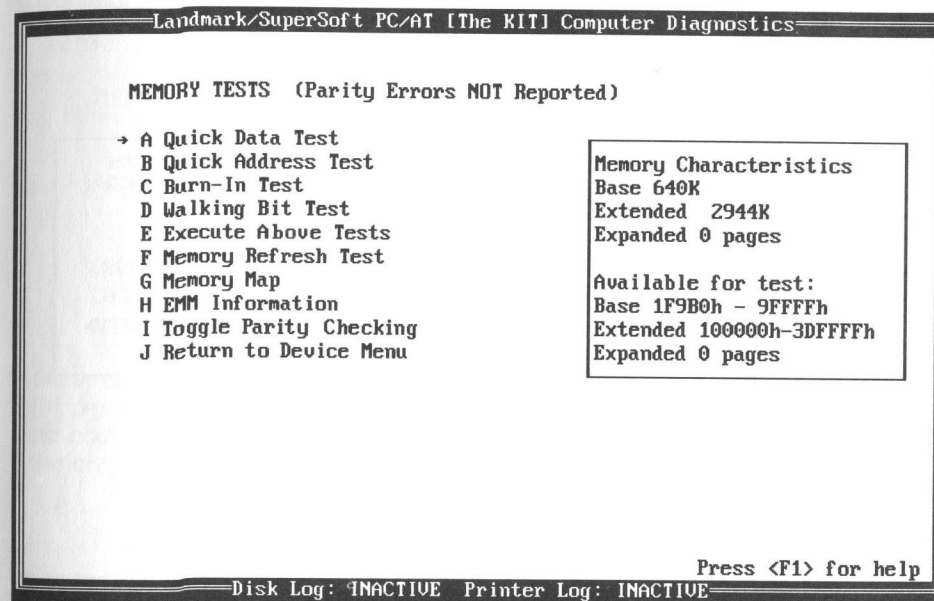 Landmark/SuperSoft PC/AT [The KIT] Computer Diagnostics
MEMORY TESTS (Parity Errors NOT Reported)
→ A Quick Data Test
B Quick Address Test
C Burn-In Test
D Walking Bit Test
E Execute Above Tests
F Memory Refresh Test
G Memory Map
H EMM Information
I Toggle Parity Checking
J Return to Device Menu
Memory Characteristics
Base 640K
Extended 2944K
Expanded 0 pages
Available for test:
Base 1F9B0h - 9FFFFh
Extended 100000h-3DFFFFh
Expanded 0 pages
Press <F1> for help
Disk Log: INACTIVE Printer Log: INACTIVE